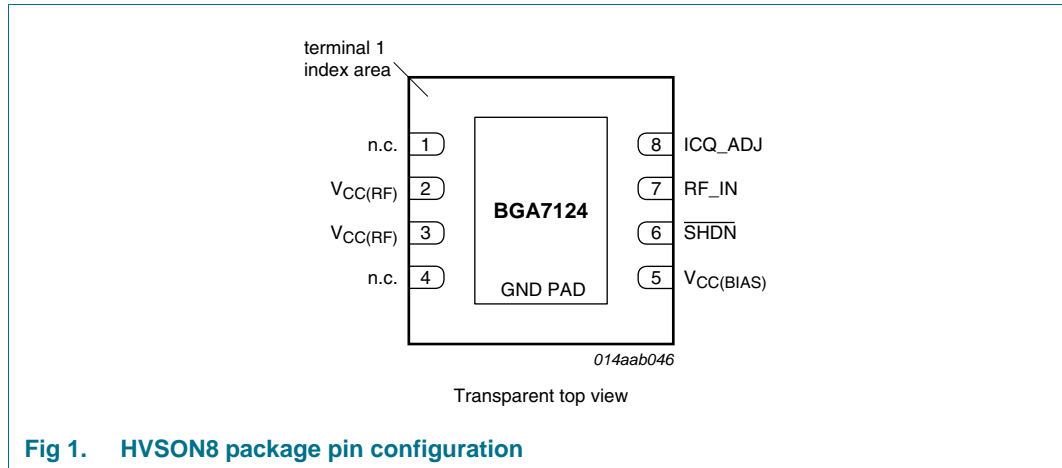 terminal 1
index area
n.c. 1
8 ICQ_ADJ
VCC(RF) 2
7 RF_IN
BGA7124
VCC(RF) 3
6 S̅H̅D̅N̅
n.c. 4
5 VCC(BIAS)
GND PAD
014aab046
Transparent top view
Fig 1. HVSON8 package pin configuration